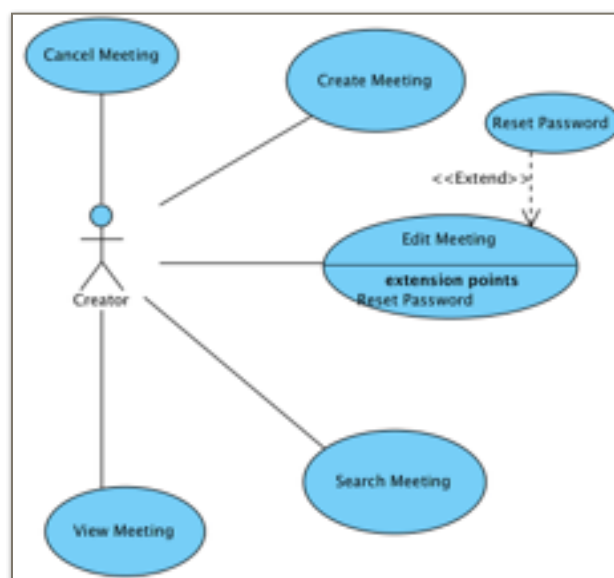 Cancel Meeting
Create Meeting
Reset Password
<<Extend>>
Edit Meeting
extension points
Reset Password
Creator
Search Meeting
View Meeting